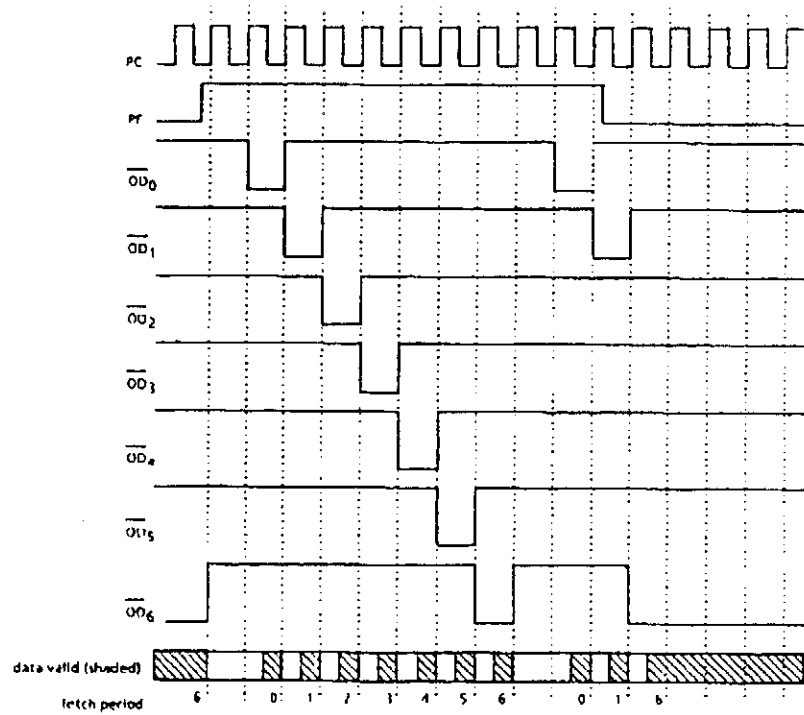 PC
Pf
OD0
OD1
OD2
OD3
OD4
OD5
OD6
data valid (shaded)
fetch period 6 0 1 2 3 4 5 6 0 1 6